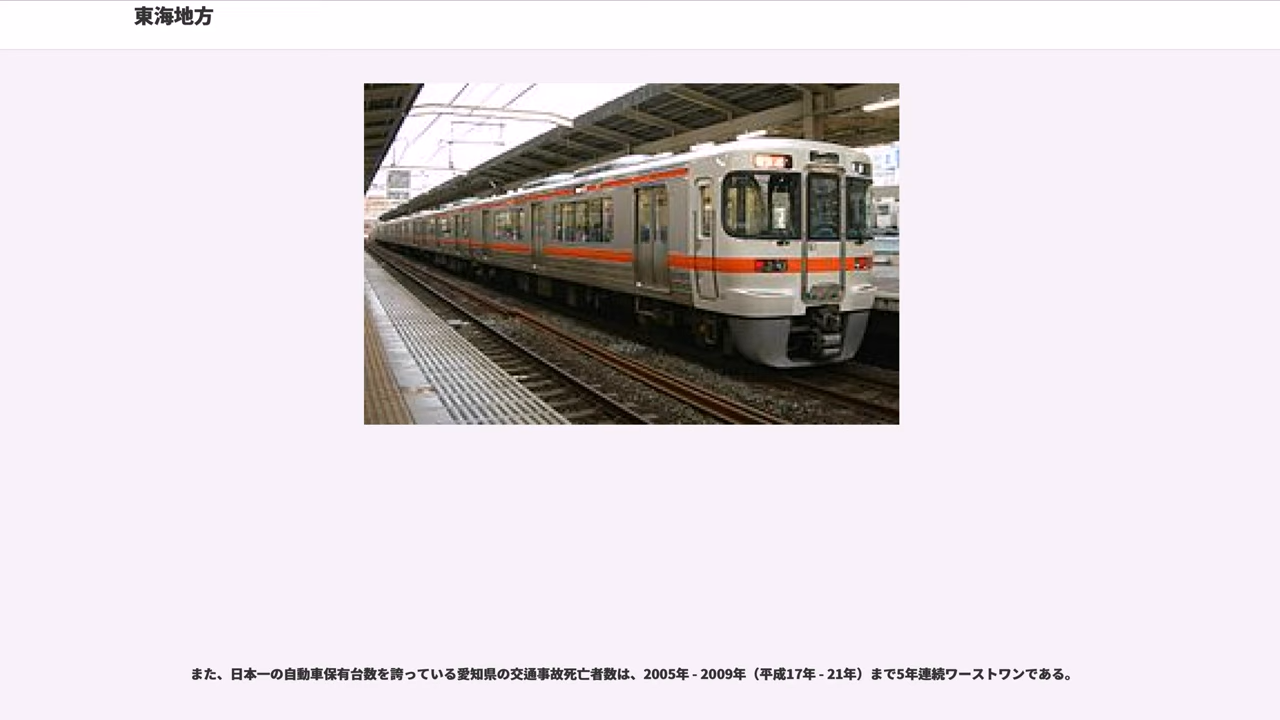 東海地方
また、日本一の自動車保有台数を誇っている愛知県の交通事故死亡者数は、2005年 - 2009年（平成17年 - 21年）まで5年連続ワーストワンである。